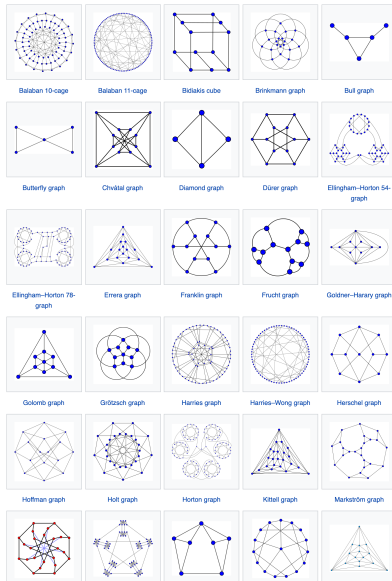 Balaban 10-cage
Balaban 11-cage
Bidiakis cube
Brinkmann graph
Bull graph
Butterfly graph
Chvátal graph
Diamond graph
Dürer graph
Ellingham–Horton 54-
graph
Ellingham–Horton 78-
graph
Errera graph
Franklin graph
Frucht graph
Goldner–Harary graph
Golomb graph
Grötzsch graph
Harries graph
Harries–Wong graph
Herschel graph
Hoffman graph
Holt graph
Horton graph
Kittell graph
Markström graph